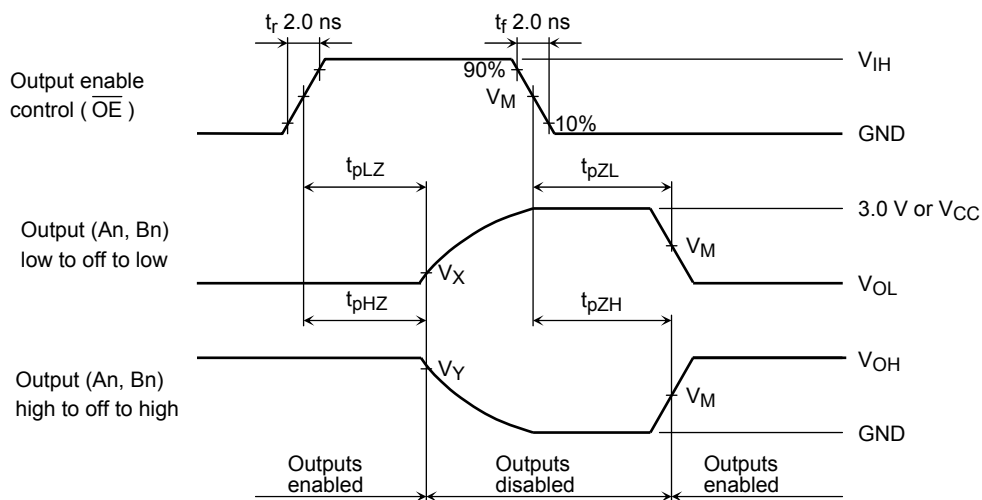 tr 2.0 ns
tf 2.0 ns
Output enable
control ( OE )
90%
VM
10%
VIH
GND
tpLZ
tpZL
Output (An, Bn)
low to off to low
VX
3.0 V or VCC
VM
VOL
tpHZ
tpZH
Output (An, Bn)
high to off to high
VY
VOH
VM
GND
Outputs
enabled
Outputs
disabled
Outputs
enabled